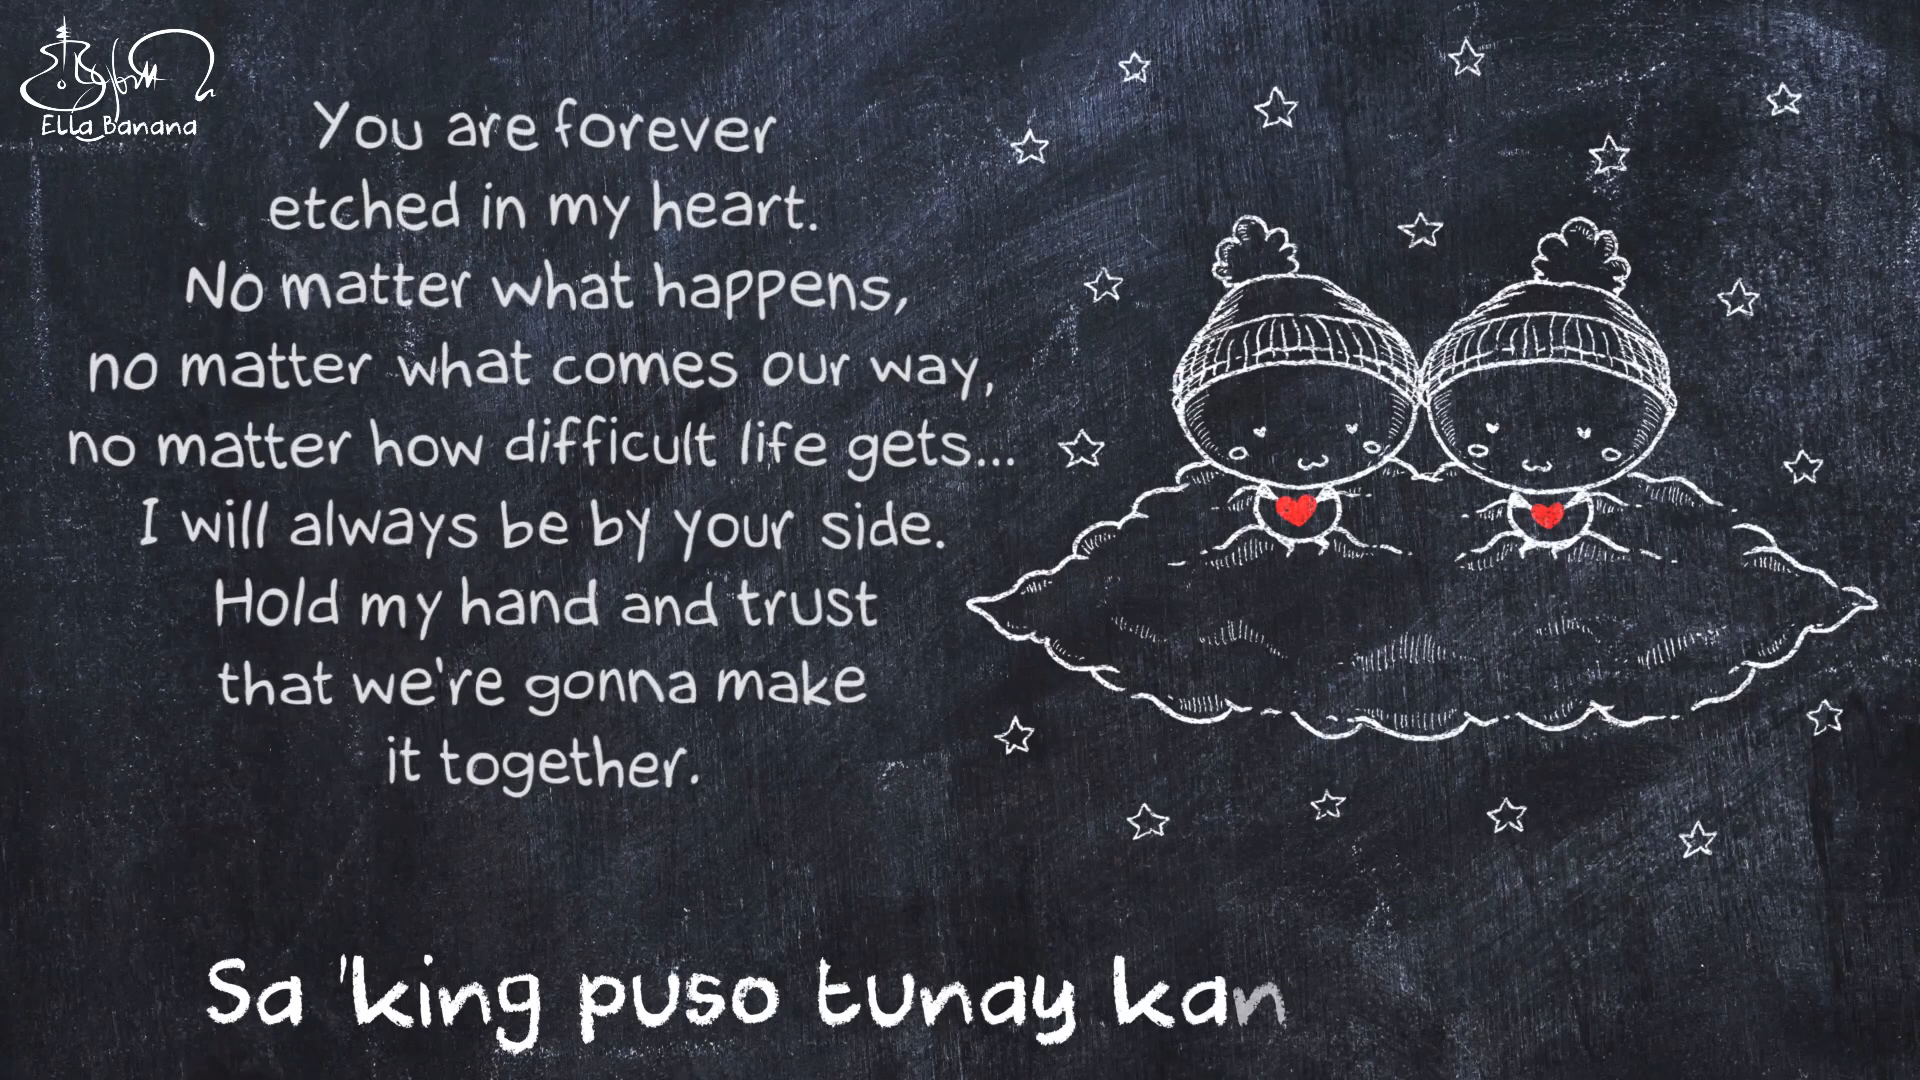 Ella Banana
You are forever
etched in my heart.
No matter what happens,
no matter what comes our way,
no matter how difficult life gets...
I will always be by your side.
Hold my hand and trust
that we're gonna make
it together.
Sa 'king puso tunay kan